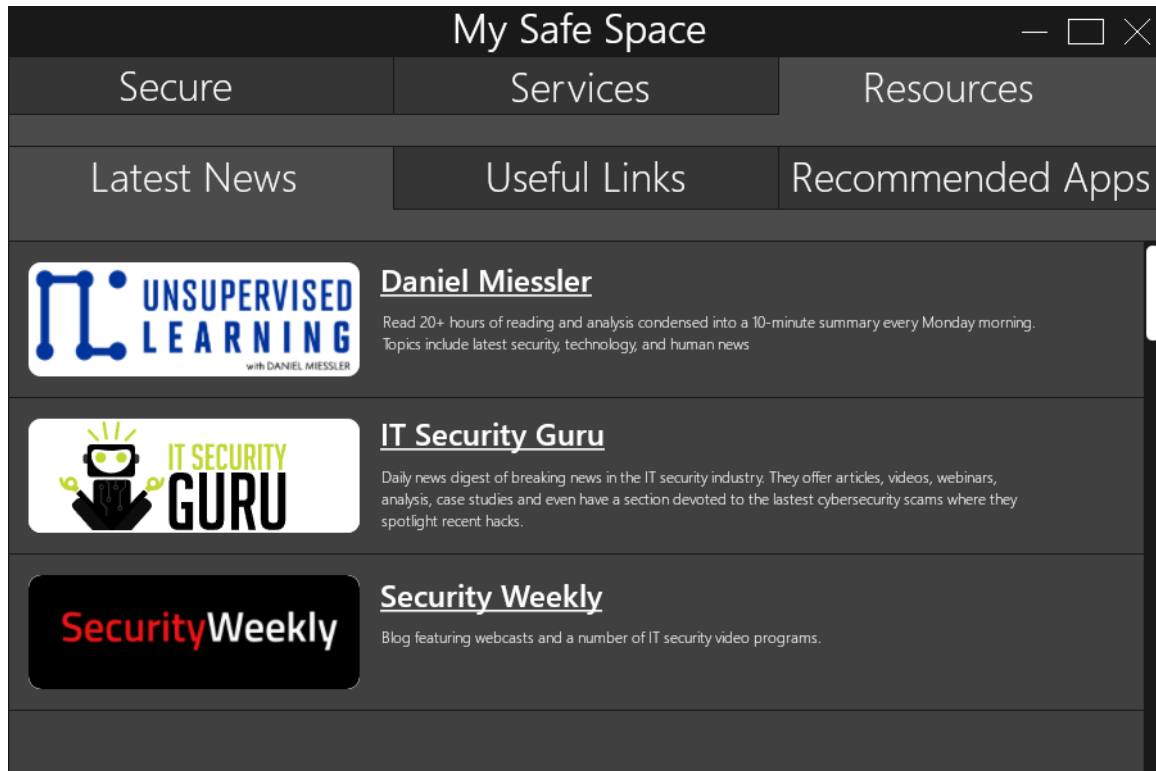 My Safe Space
Secure
Services
Resources
Latest News
Useful Links
Recommended Apps
UNSUPERVISED
LEARNING
with DANIEL MIESSLER
Daniel Miessler
Read 20+ hours of reading and analysis condensed into a 10-minute summary every Monday morning.
Topics include latest security, technology, and human news
IT SECURITY
GURU
IT Security Guru
Daily news digest of breaking news in the IT security industry. They offer articles, videos, webinars,
analysis, case studies and even have a section devoted to the lastest cybersecurity scams where they
spotlight recent hacks.
SecurityWeekly
Security Weekly
Blog featuring webcasts and a number of IT security video programs.